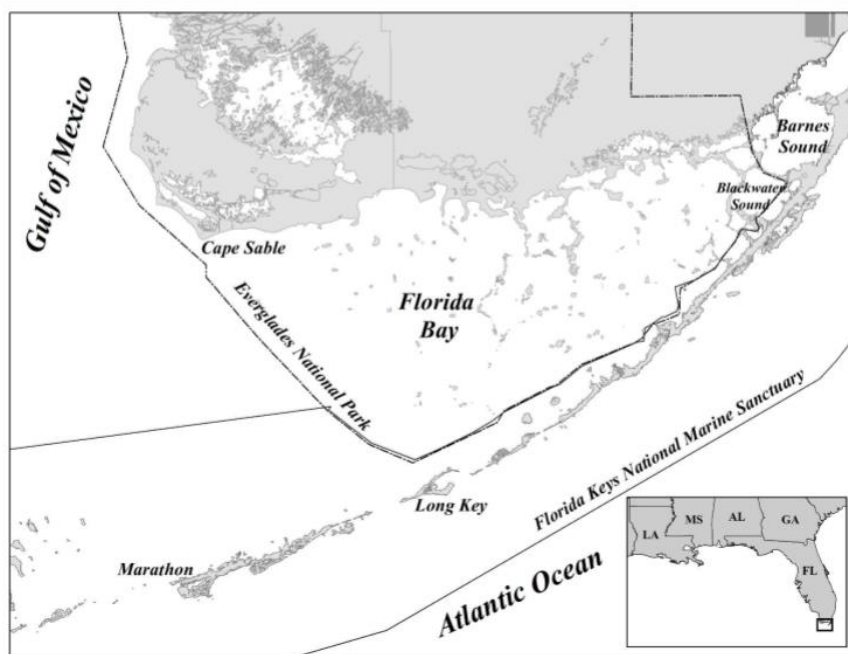 Gulf of Mexico
Barnes
Sound
Blackwater
Sound
Cape Sable
Florida
Bay
Everglades National Park
Florida Keys National Marine Sanctuary
Long Key
Marathon
Atlantic Ocean
LA
MS
AL
GA
FL